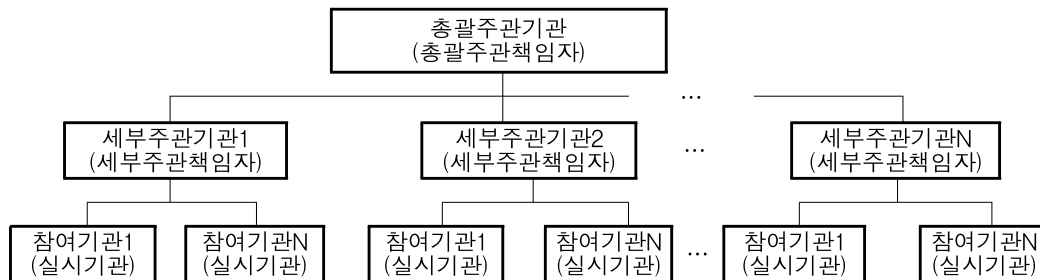 총괄주관기관
(총괄주관책임자)
...
세부주관기관1
(세부주관책임자)
세부주관기관2
(세부주관책임자)
...
세부주관기관N
(세부주관책임자)
참여기관1
(실시기관)
참여기관N
(실시기관)
참여기관1
(실시기관)
참여기관N
(실시기관)
...
참여기관1
(실시기관)
참여기관N
(실시기관)